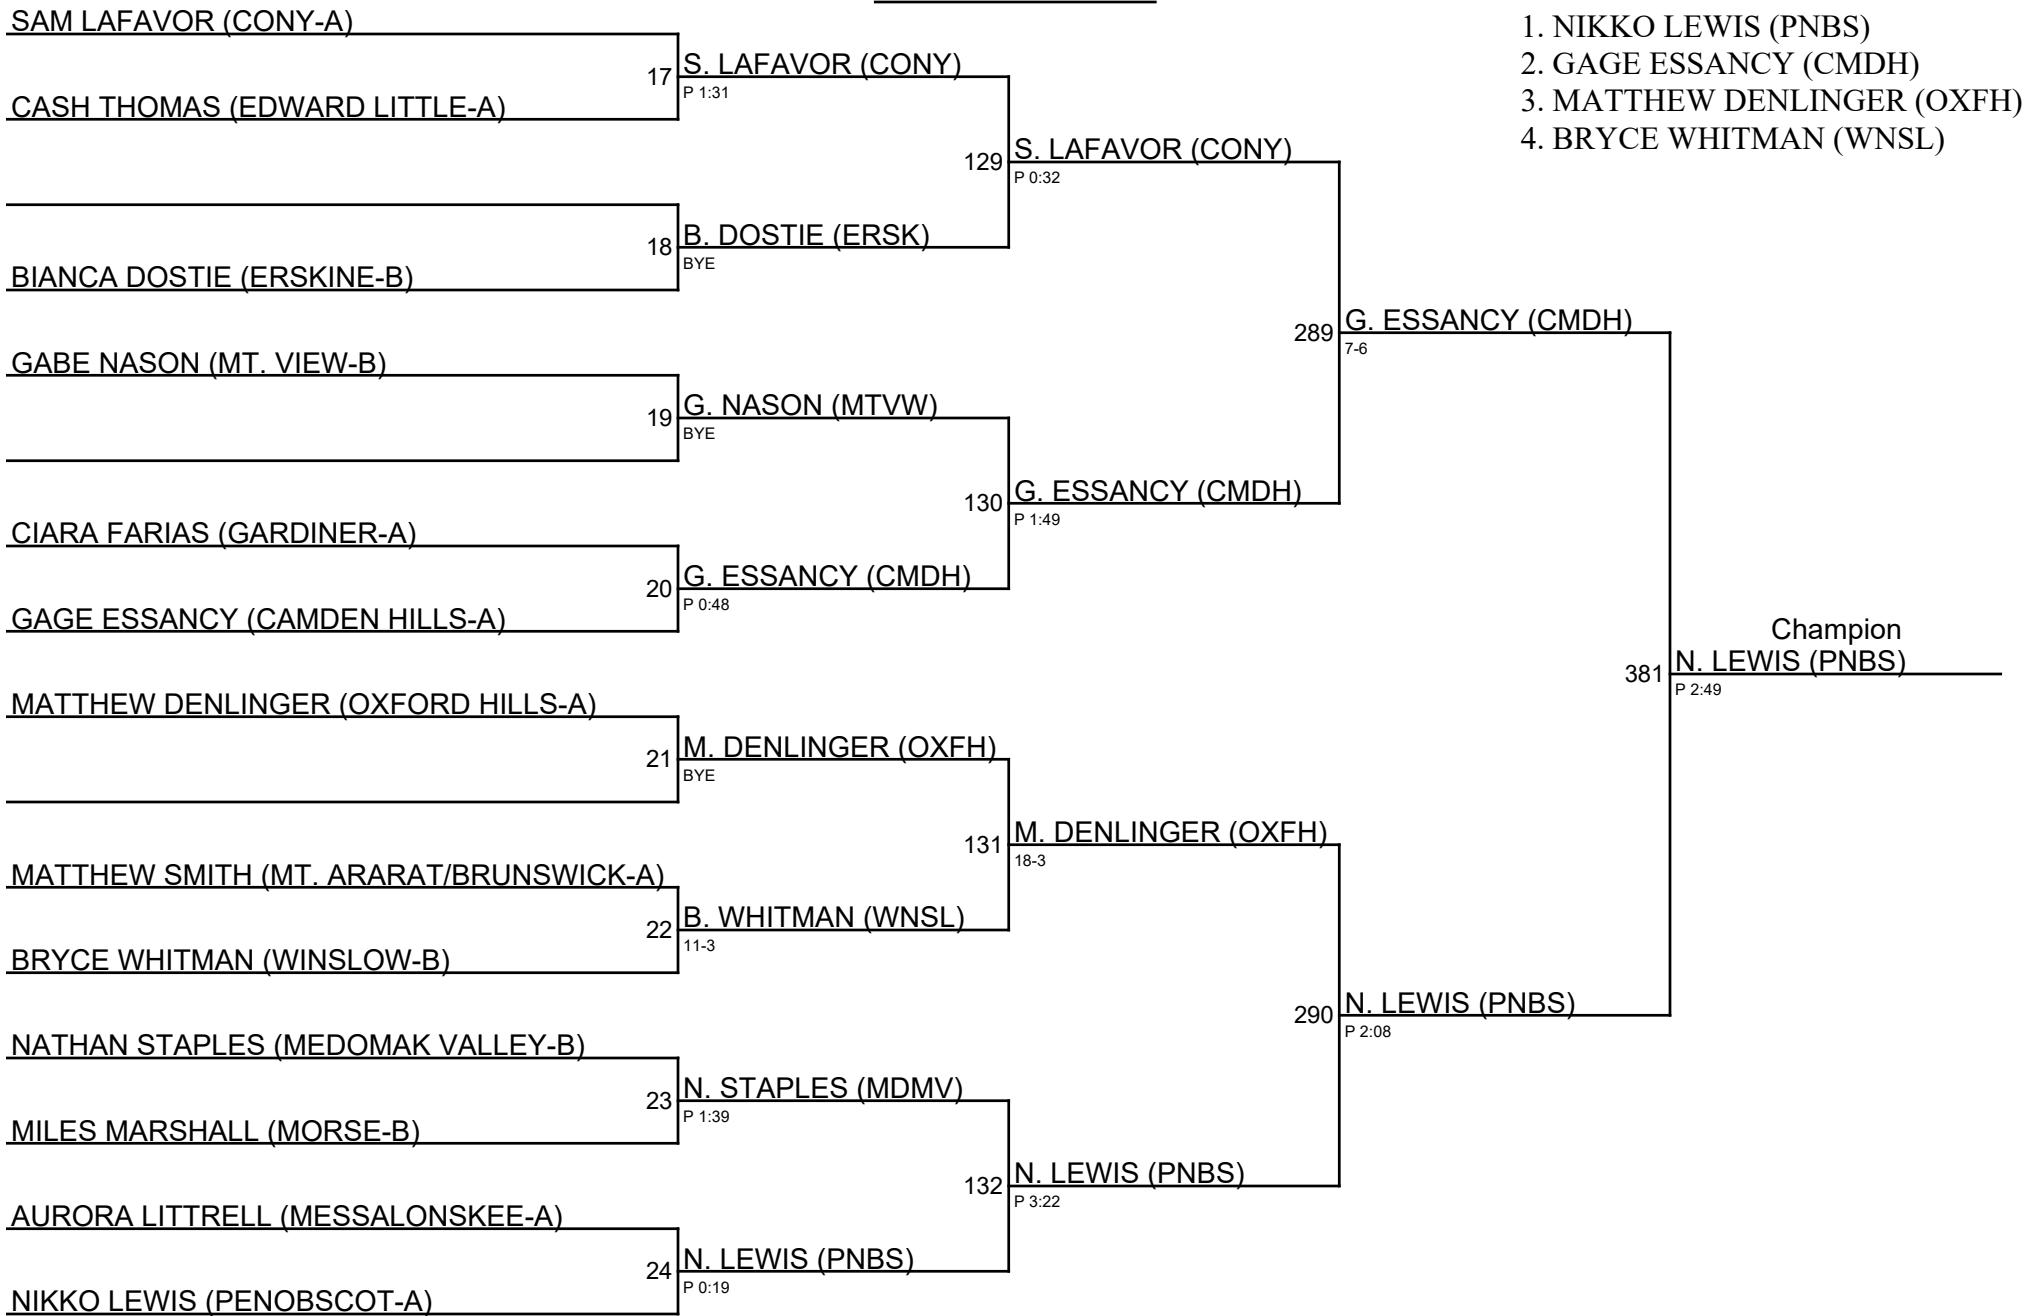 SAM LAFAVOR (CONY-A)
CASH THOMAS (EDWARD LITTLE-A)
BIANCA DOSTIE (ERSKINE-B)
GABE NASON (MT. VIEW-B)
CIARA FARIAS (GARDINER-A)
GAGE ESSANCY (CAMDEN HILLS-A)
MATTHEW DENLINGER (OXFORD HILLS-A)
MATTHEW SMITH (MT. ARARAT/BRUNSWICK-A)
BRYCE WHITMAN (WINSLOW-B)
NATHAN STAPLES (MEDOMAK VALLEY-B)
MILES MARSHALL (MORSE-B)
AURORA LITTRELL (MESSALONSKEE-A)
NIKKO LEWIS (PENOBSCOT-A)
17 S. LAFAVOR (CONY)
P 1:31
18 B. DOSTIE (ERSK)
BYE
19 G. NASON (MTVW)
BYE
20 G. ESSANCY (CMDH)
P 0:48
21 M. DENLINGER (OXFH)
BYE
22 B. WHITMAN (WNSL)
11-3
23 N. STAPLES (MDMV)
P 1:39
24 N. LEWIS (PNBS)
P 0:19
129 S. LAFAVOR (CONY)
P 0:32
130 G. ESSANCY (CMDH)
P 1:49
131 M. DENLINGER (OXFH)
18-3
132 N. LEWIS (PNBS)
P 3:22
289 G. ESSANCY (CMDH)
7-6
290 N. LEWIS (PNBS)
P 2:08
Champion
381 N. LEWIS (PNBS)
P 2:49
1. NIKKO LEWIS (PNBS)
2. GAGE ESSANCY (CMDH)
3. MATTHEW DENLINGER (OXFH)
4. BRYCE WHITMAN (WNSL)